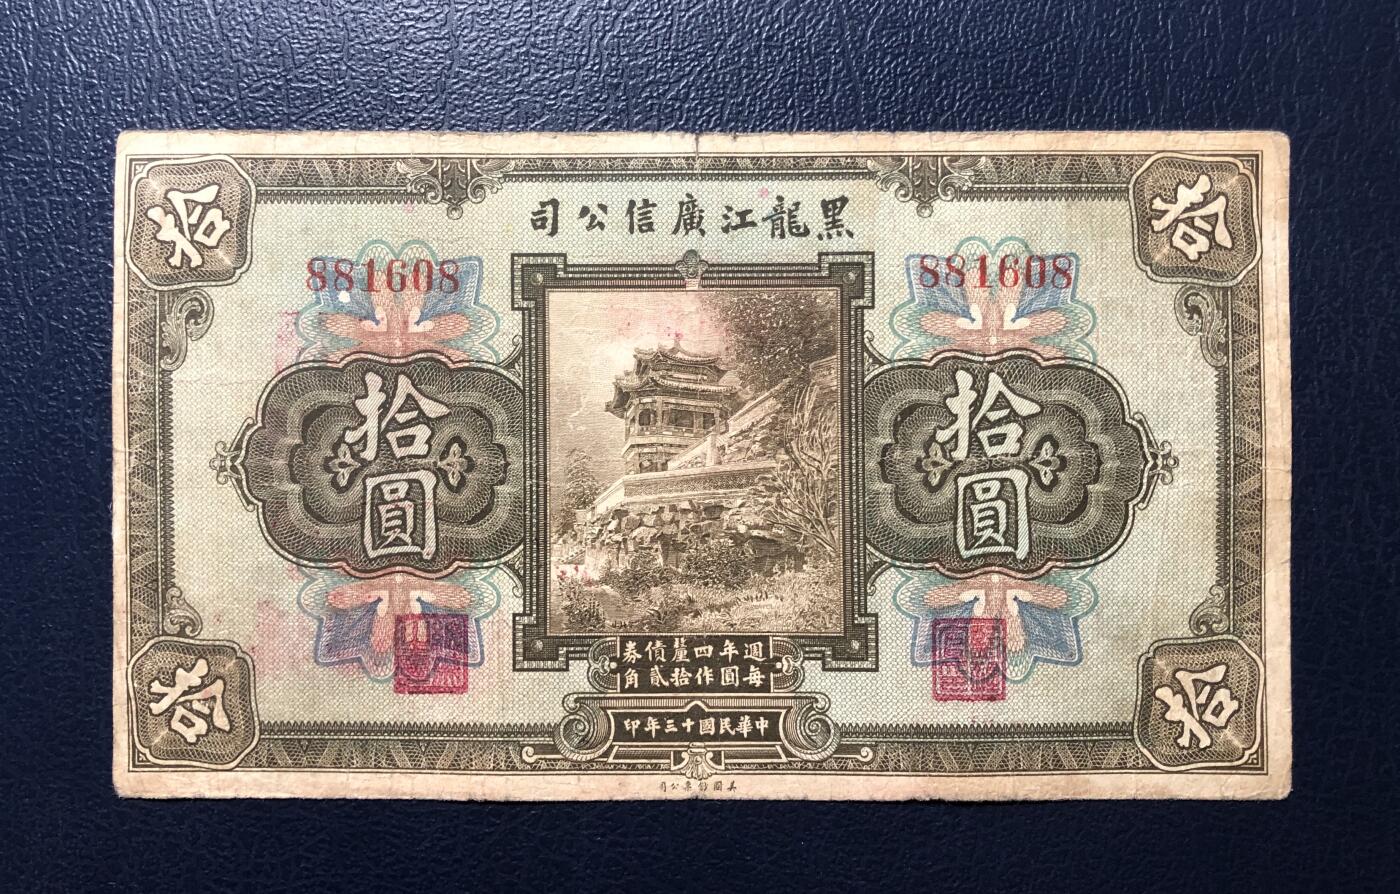 黑龍江廣信公司
拾
拾
881608
881608
拾圓
拾圓
週年四釐債券
每圓作拾貳角
中華民國十三年印
拾
拾
美國鈔票公司